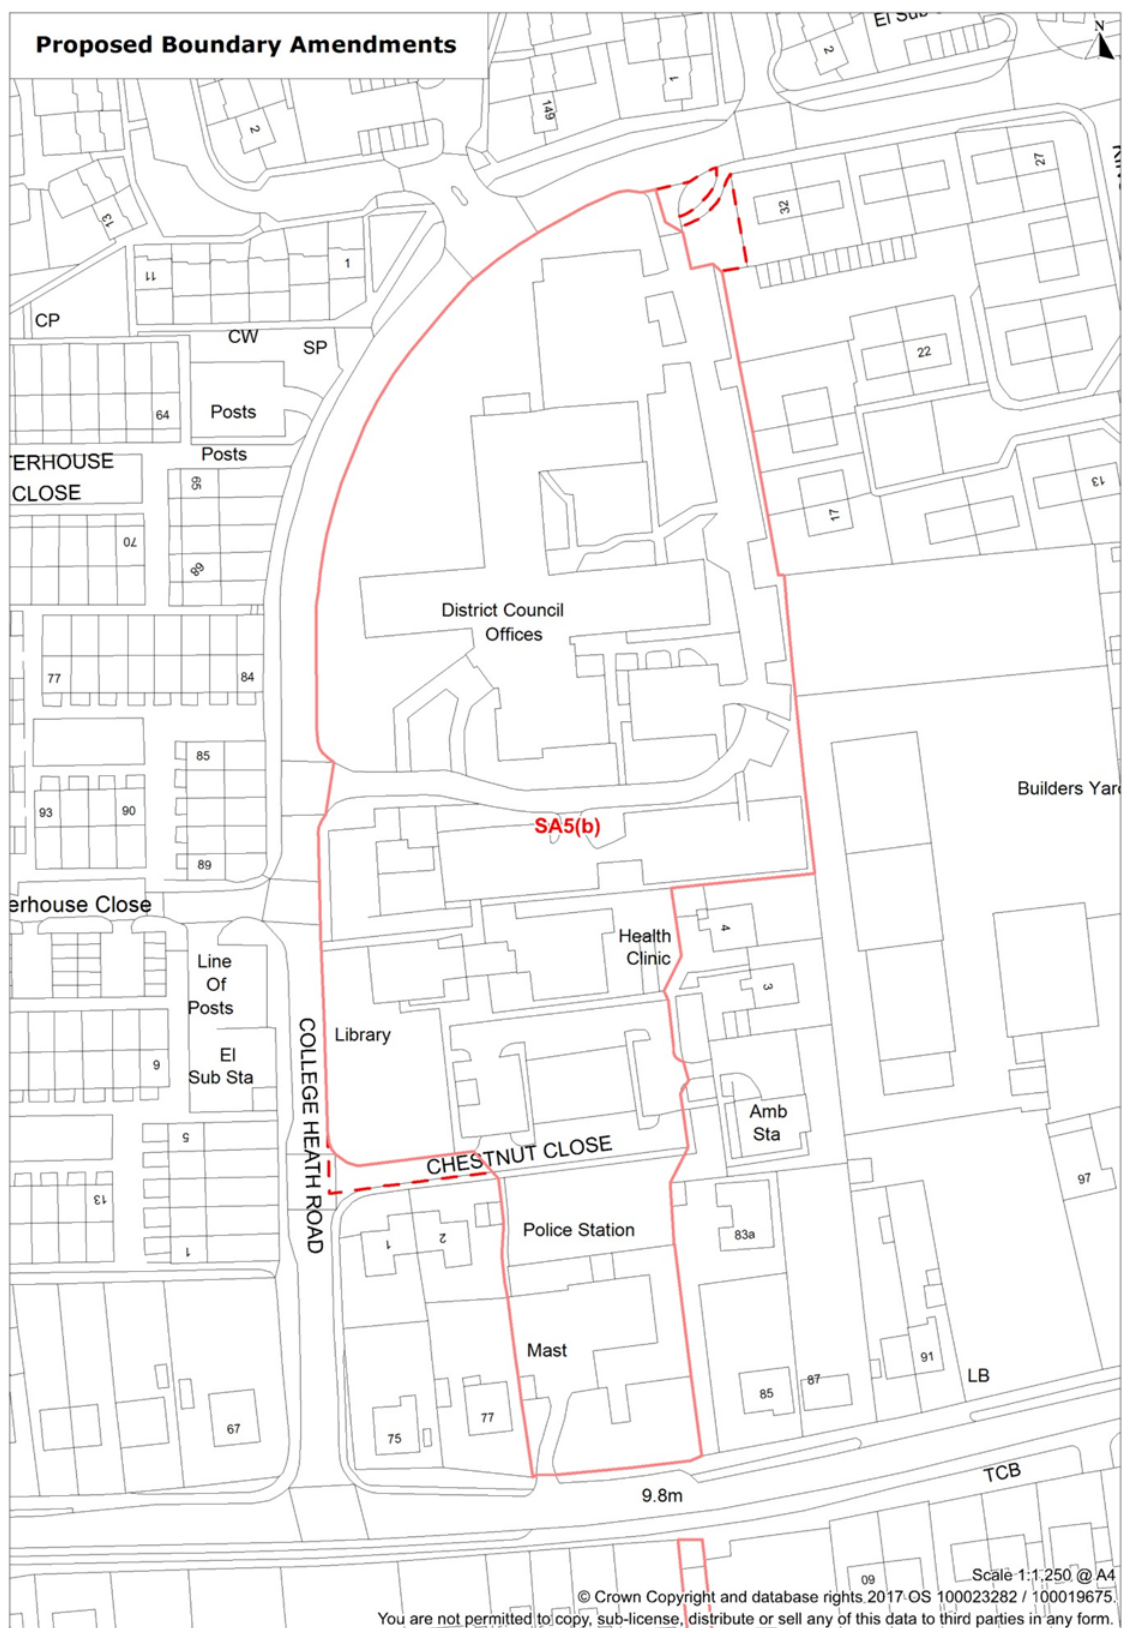 Proposed Boundary Amendments
N
2
El Sub
2
149
1
13
11
1
32
27
CP
CW
SP
22
64
Posts
Posts
TERHOUSE
CLOSE
65
13
17
70
68
District Council
Offices
77
84
85
93
90
Builders Yard
SA5(b)
89
erhouse Close
4
Health
Clinic
Line
Of
Posts
3
Library
El
Sub Sta
9
COLLEGE HEATH ROAD
Amb
Sta
5
CHESTNUT CLOSE
97
13
1
1
2
Police Station
83a
Mast
91
LB
85
87
67
75
77
TCB
9.8m
60
Scale 1:1,250 @ A4
© Crown Copyright and database rights 2017 OS 100023282 / 100019675.
You are not permitted to copy, sub-license, distribute or sell any of this data to third parties in any form.